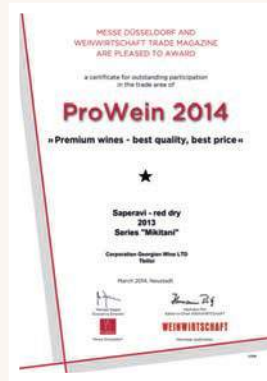 MESSE DÜSSELDORF AND
WEINWIRTSCHAFT TRADE MAGAZINE
ARE PLEASED TO AWARD
a certificate for outstanding participation
in the trade area of
ProWein 2014
»Premium wines - best quality, best price«
Saperavi - red dry
2013
Series "Mikitani"
Corporation Georgian Wine LTD
Tbilisi
March 2014, Neustadt
WEINWIRTSCHAFT